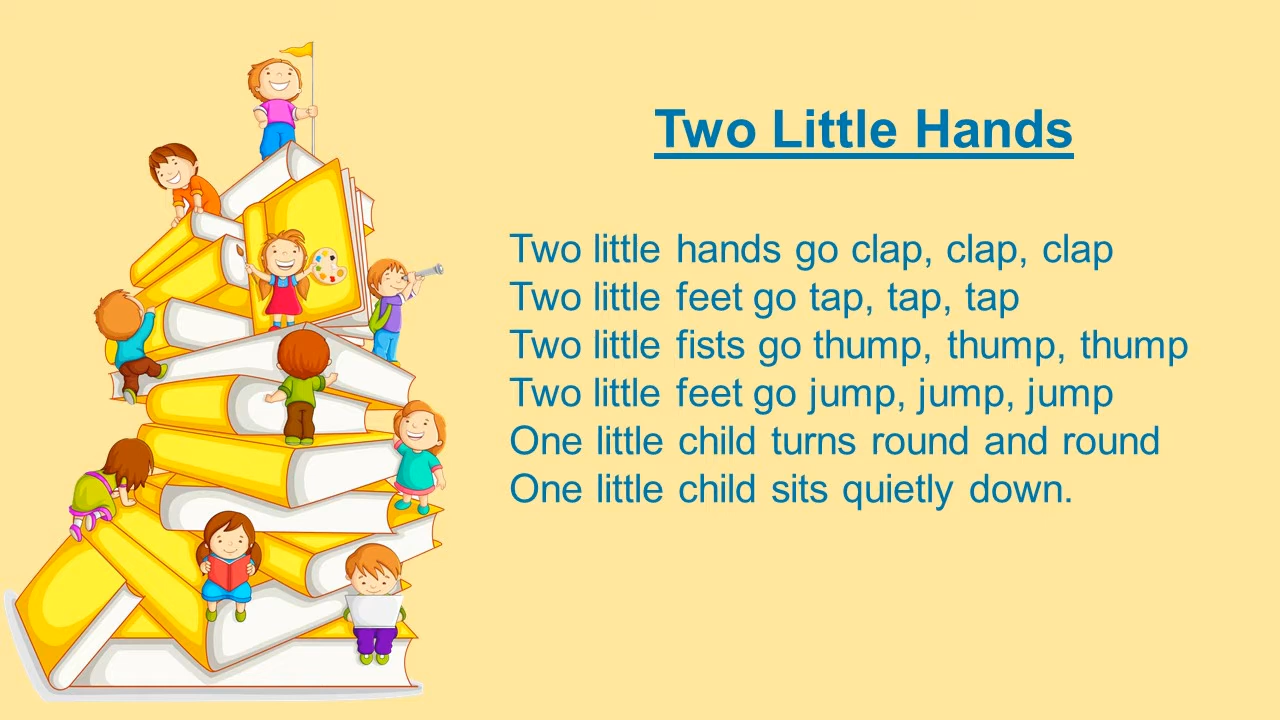 Two Little Hands
Two little hands go clap, clap, clap
Two little feet go tap, tap, tap
Two little fists go thump, thump, thump
Two little feet go jump, jump, jump
One little child turns round and round
One little child sits quietly down.